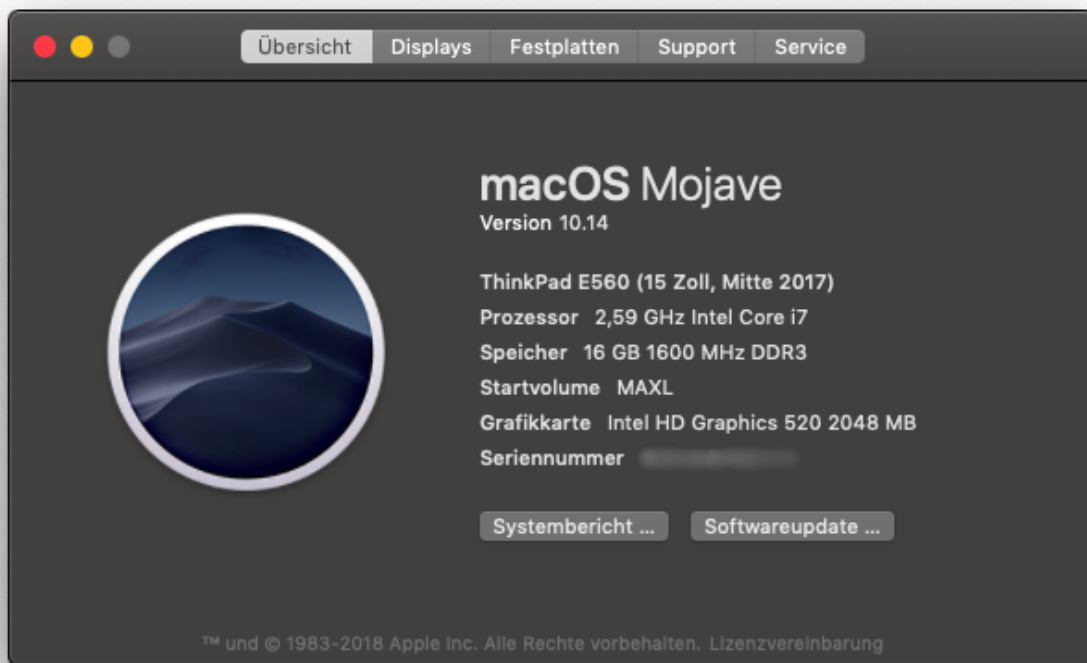 Übersicht Displays Festplatten Support Service
macOS Mojave
Version 10.14
ThinkPad E560 (15 Zoll, Mitte 2017)
Prozessor 2,59 GHz Intel Core i7
Speicher 16 GB 1600 MHz DDR3
Startvolume MAXL
Grafikkarte Intel HD Graphics 520 2048 MB
Seriennummer
Systembericht ... Softwareupdate ...
™ und © 1983-2018 Apple Inc. Alle Rechte vorbehalten. Lizenzvereinbarung